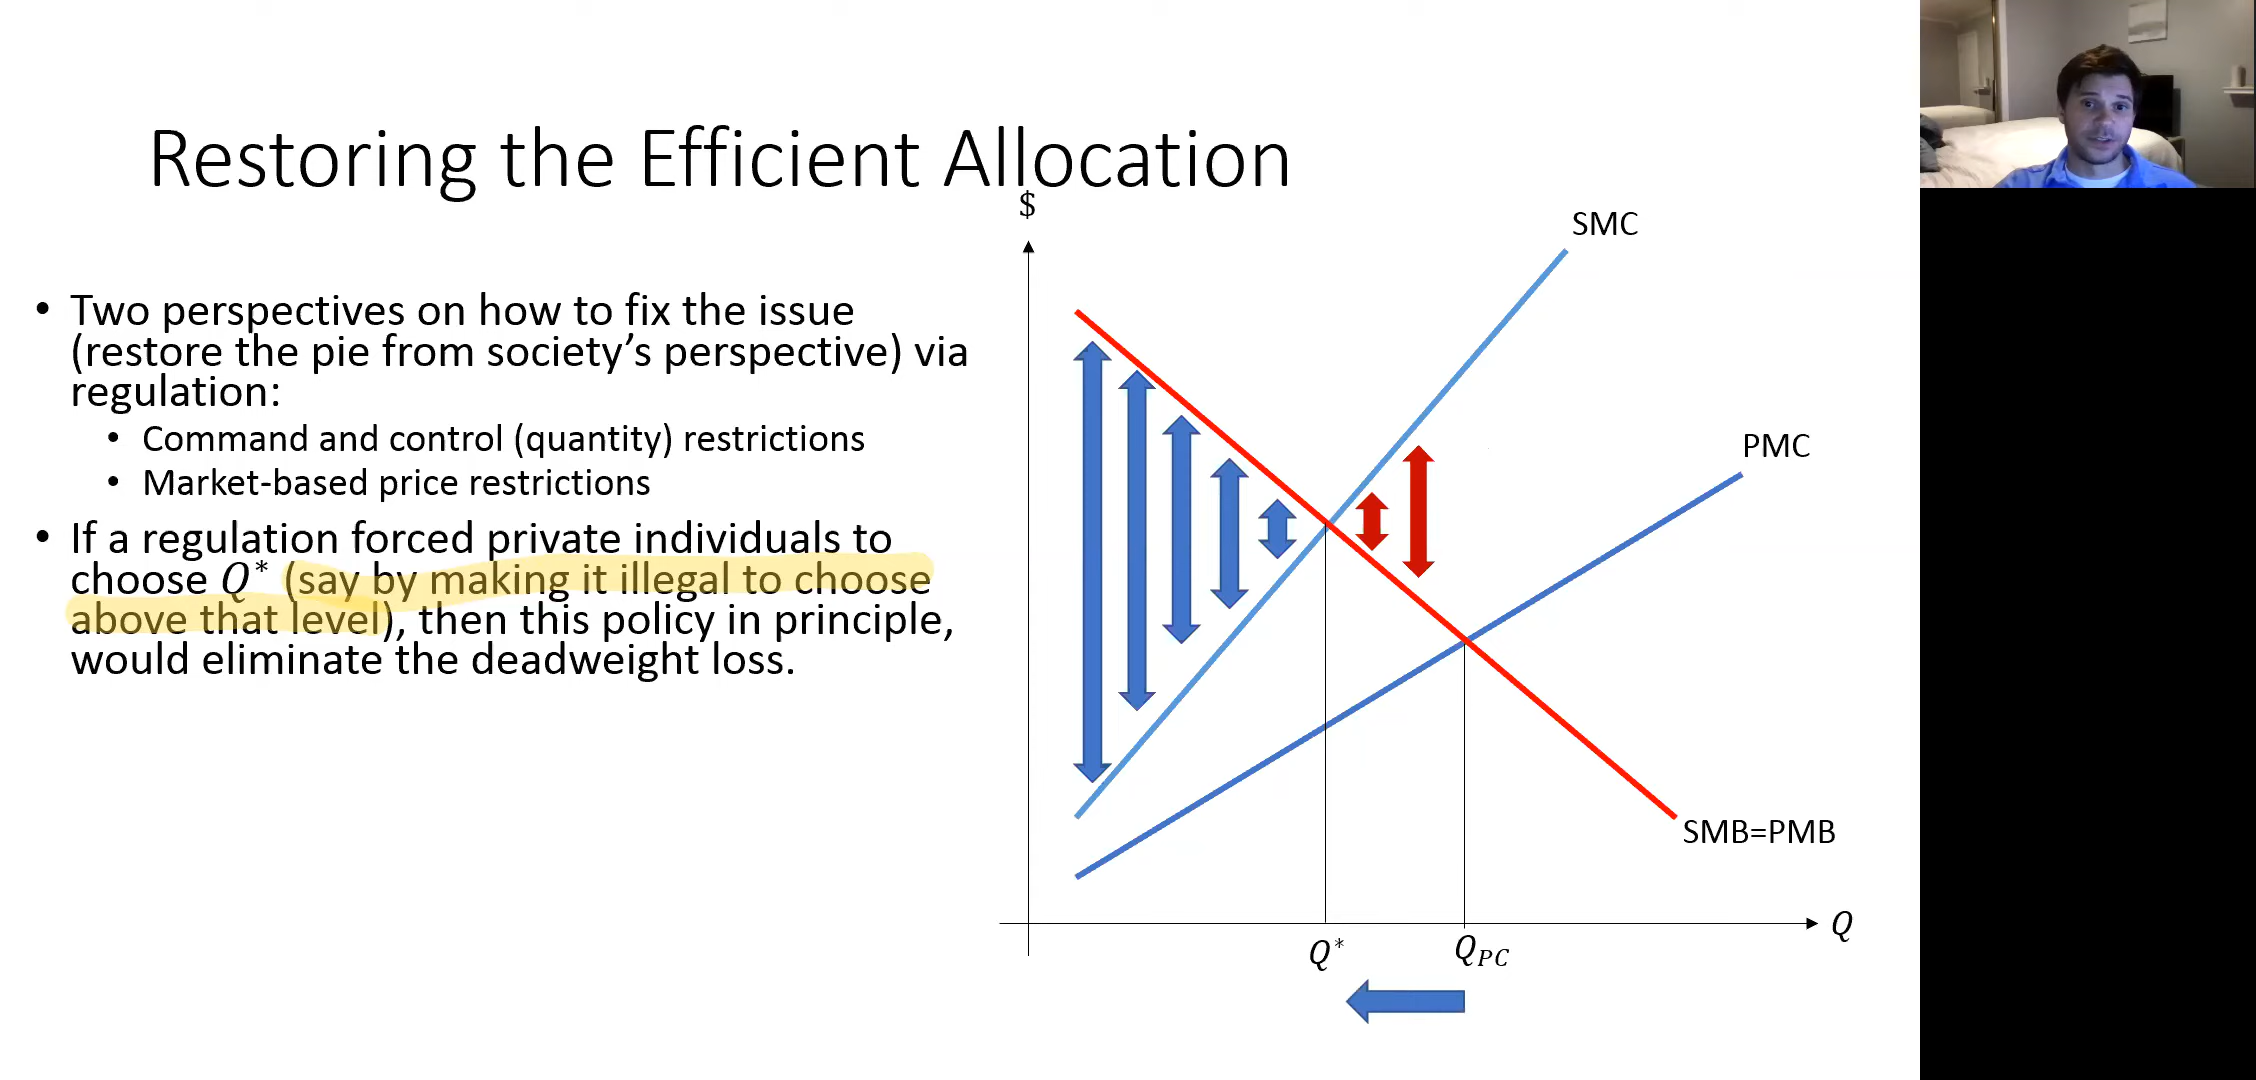 Restoring the Efficient Allocation
• Two perspectives on how to fix the issue
(restore the pie from society’s perspective) via
regulation:
• Command and control (quantity) restrictions
• Market-based price restrictions
• If a regulation forced private individuals to
choose Q* (say by making it illegal to choose
above that level), then this policy in principle,
would eliminate the deadweight loss.
$
SMC
PMC
SMB=PMB
Q
Q*
Q_PC